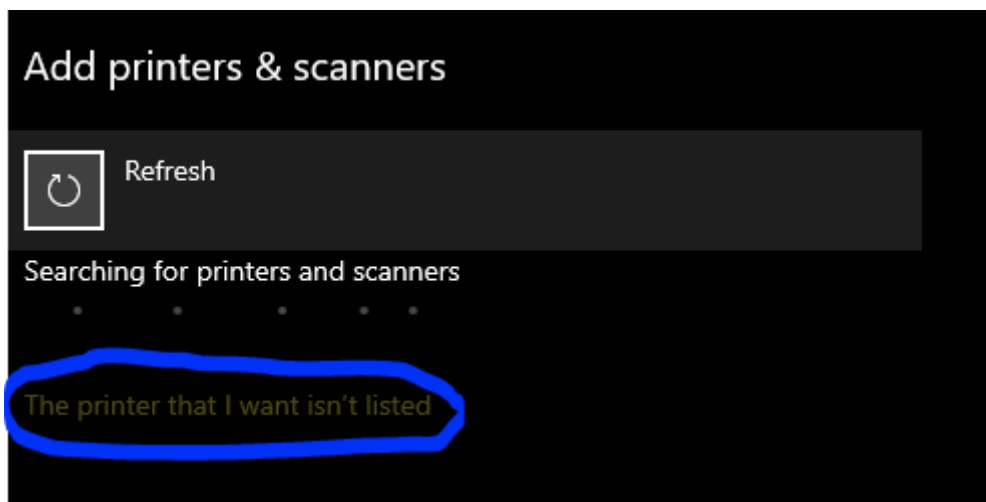 Add printers & scanners
Refresh
Searching for printers and scanners
The printer that I want isn't listed